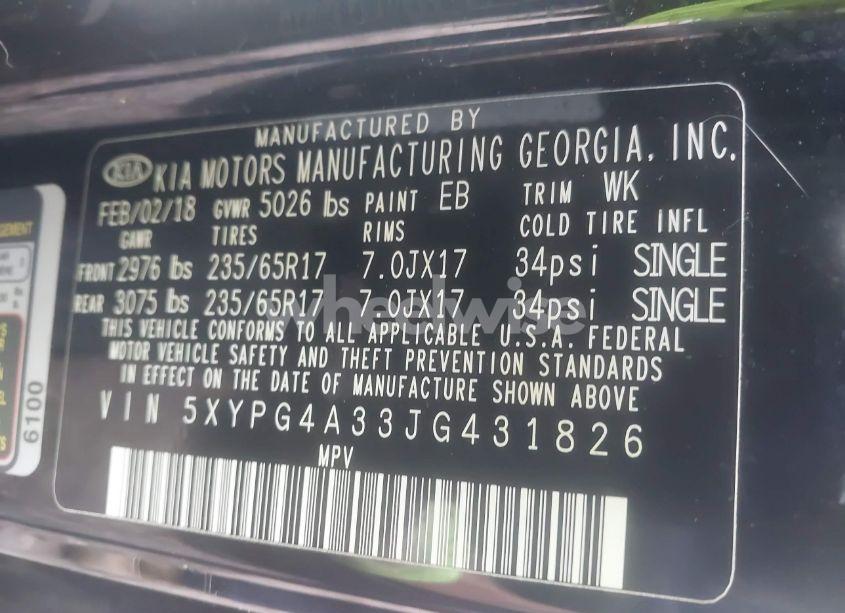 MANUFACTURED BY
KIA KIA MOTORS MANUFACTURING GEORGIA, INC.
FEB/02/18 GVWR 5026 lbs PAINT EB TRIM WK
GAWR TIRES RIMS COLD TIRE INFL
FRONT 2976 lbs 235/65R17 7.0JX17 34psi SINGLE
REAR 3075 lbs 235/65R17 7.0JX17 34psi SINGLE
THIS VEHICLE CONFORMS TO ALL APPLICABLE U.S.A. FEDERAL
MOTOR VEHICLE SAFETY AND THEFT PREVENTION STANDARDS
IN EFFECT ON THE DATE OF MANUFACTURE SHOWN ABOVE
VIN 5XYPG4A33JG431826
MPV
6100
wheelwise